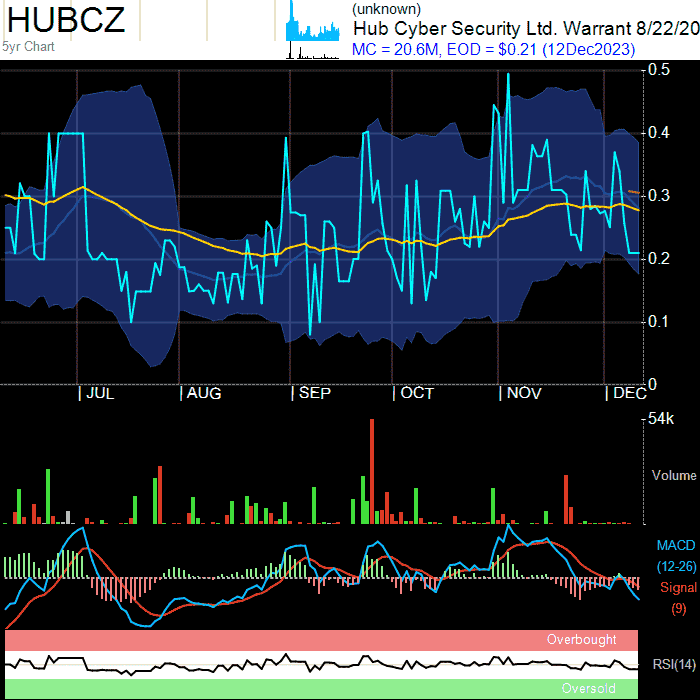 HUBCZ
(unknown)
Hub Cyber Security Ltd. Warrant 8/22/20
5yr Chart
MC = 20.6M, EOD = $0.21 (12Dec2023)
0.5
0.4
0.3
0.2
0.1
0
JUL AUG SEP OCT NOV DEC
54k
Volume
MACD
(12-26)
Signal
(9)
Overbought
RSI(14)
Oversold